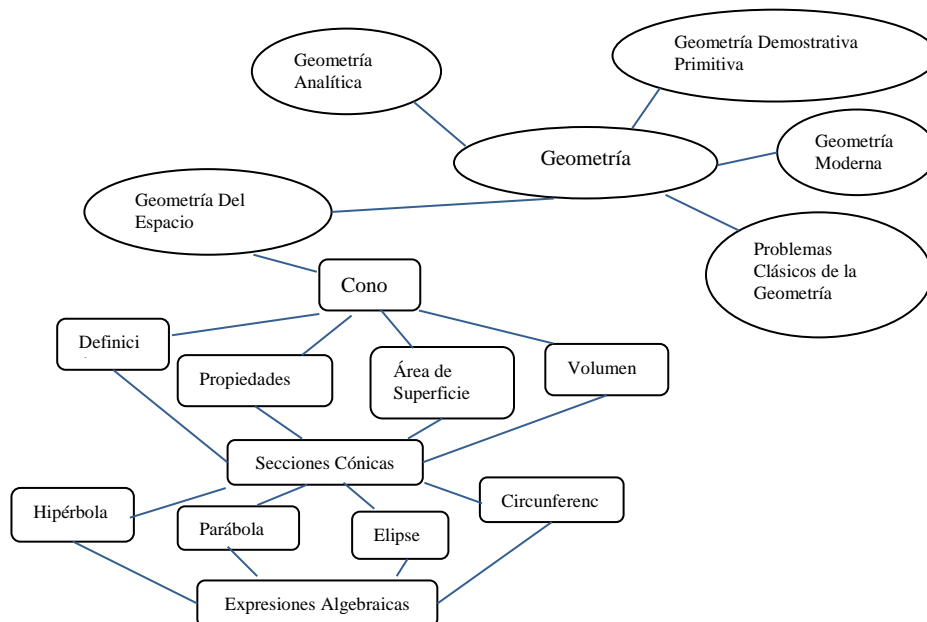 Geometría Demostrativa
Primitiva
Geometría
Analítica
Geometría
Geometría
Moderna
Geometría Del
Espacio
Problemas
Clásicos de la
Geometría
Cono
Definici
Propiedades
Área de
Superficie
Volumen
Secciones Cónicas
Hipérbola
Parábola
Elipse
Circunferenc
Expresiones Algebraicas